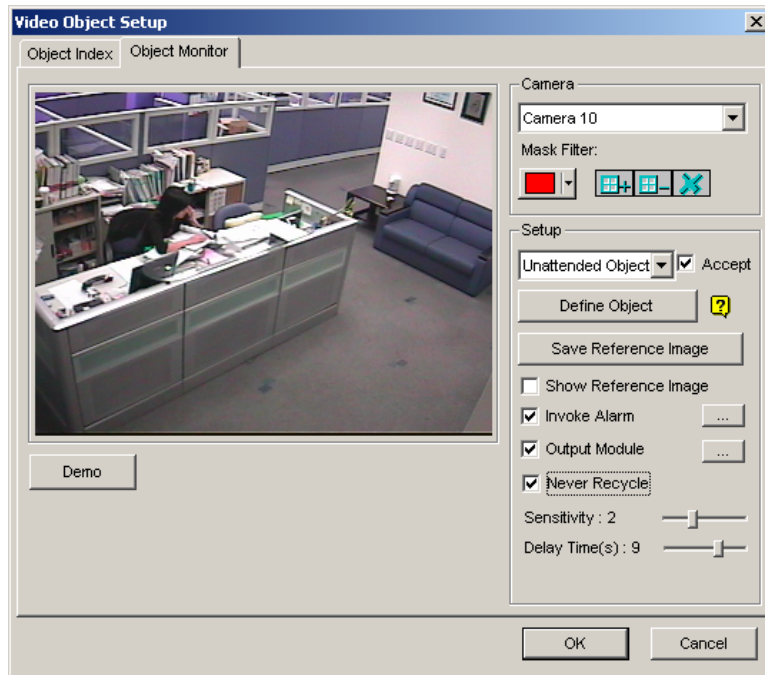 Video Object Setup
Object Index
Object Monitor
Camera
Camera 10
Mask Filter:
Setup
Unattended Object
Accept
Define Object
?
Save Reference Image
Show Reference Image
Invoke Alarm
...
Output Module
...
Never Recycle
Sensitivity : 2
Delay Time(s) : 9
Demo
OK
Cancel